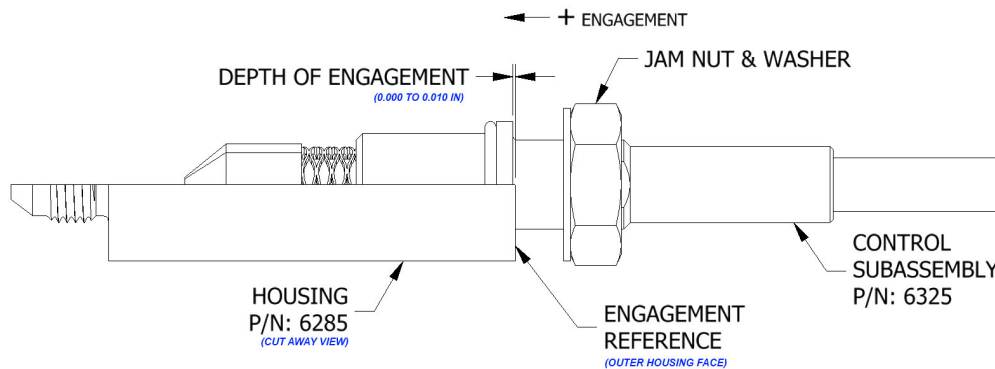 + ENGAGEMENT
DEPTH OF ENGAGEMENT
(0.000 TO 0.010 IN)
JAM NUT & WASHER
HOUSING
P/N: 6285
(CUT AWAY VIEW)
ENGAGEMENT
REFERENCE
(OUTER HOUSING FACE)
CONTROL
SUBASSEMBLY
P/N: 6325